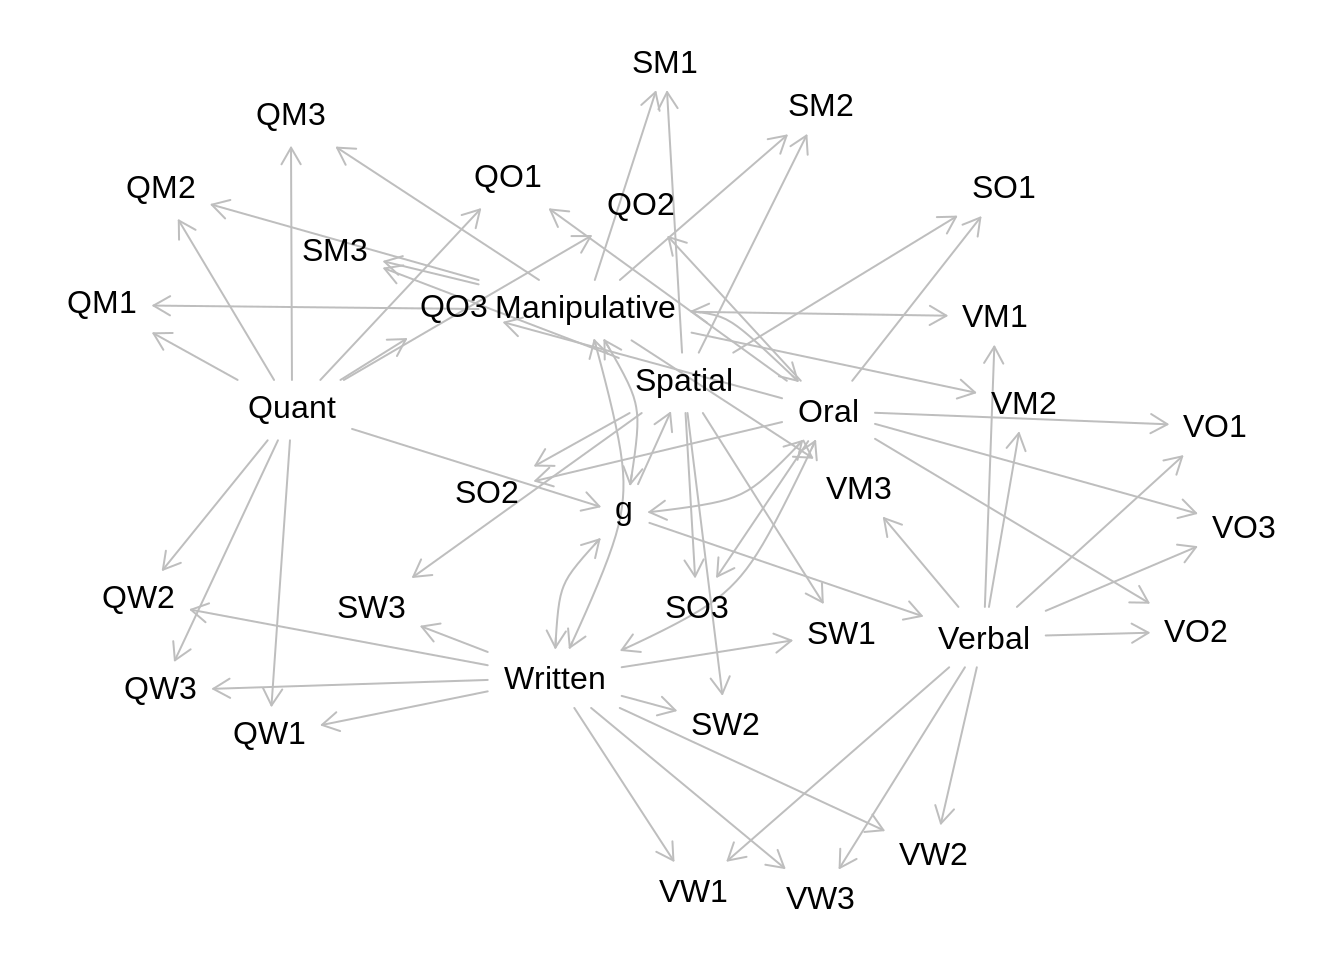 SM1
SM2
QM3
QO1
QM2
SO1
QO2
SM3
QM1
QO3 Manipulative
VM1
Spatial
VM2
Quant
Oral
VO1
VM3
SO2
g
VO3
QW2
SW3
SO3
SW1
VO2
Verbal
Written
QW3
SW2
QW1
VW2
VW1
VW3